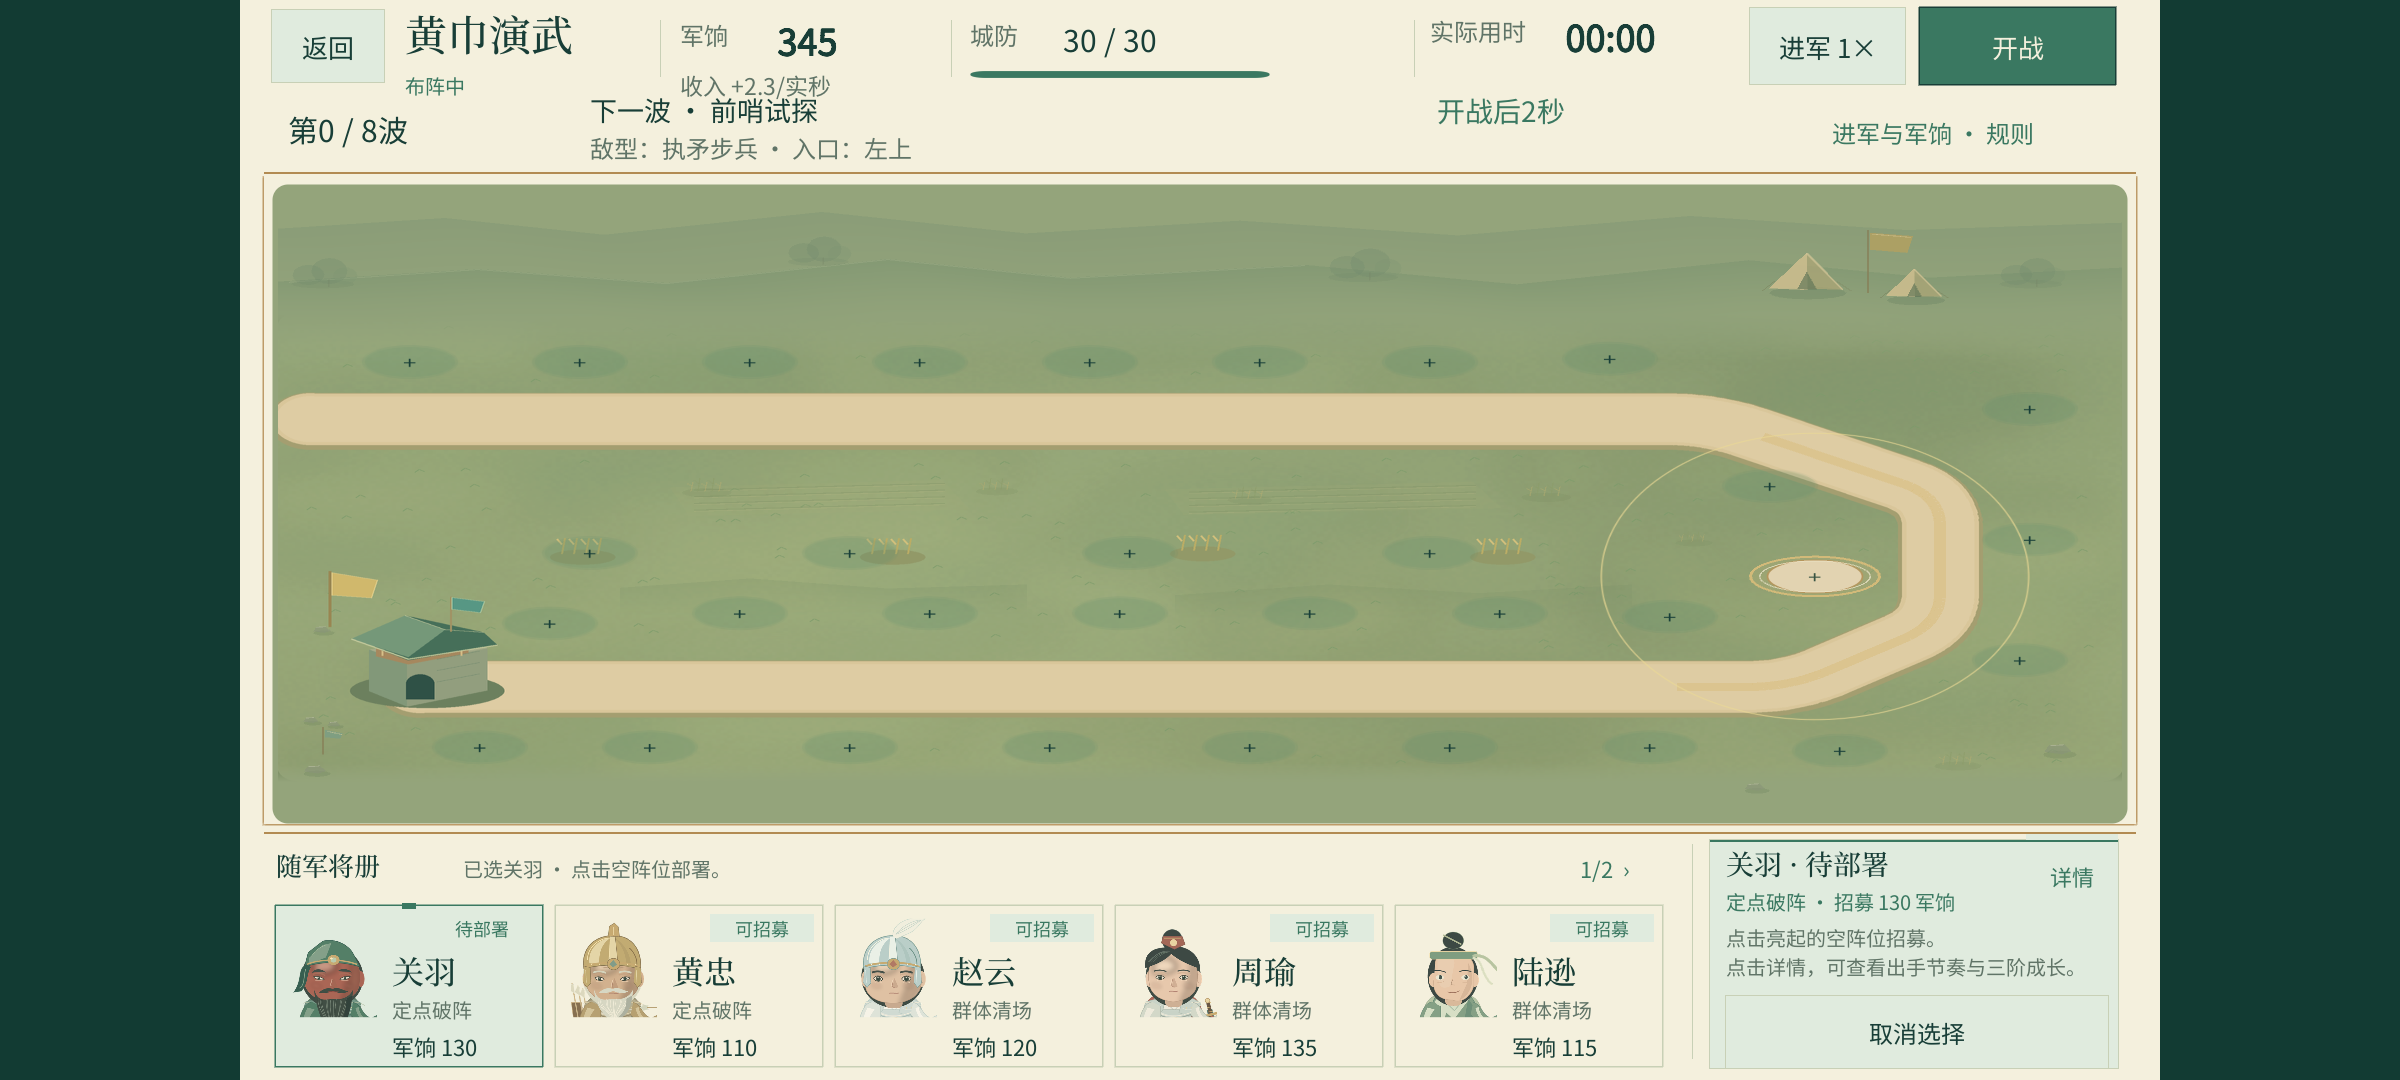 返回
黄巾演武
布阵中
军饷 345
收入 +2.3/实秒
城防 30 / 30
实际用时 00:00
进军 1×
开战
第0 / 8波
下一波 · 前哨试探
敌型：执矛步兵 · 入口：左上
开战后2秒
进军与军饷 · 规则
随军将册
已选关羽 · 点击空阵位部署。
1/2 ›
待部署
关羽
定点破阵
军饷 130
可招募
黄忠
定点破阵
军饷 110
可招募
赵云
群体清场
军饷 120
可招募
周瑜
群体清场
军饷 135
可招募
陆逊
群体清场
军饷 115
关羽 · 待部署
详情
定点破阵 · 招募 130 军饷
点击亮起的空阵位招募。
点击详情，可查看出手节奏与三阶成长。
取消选择